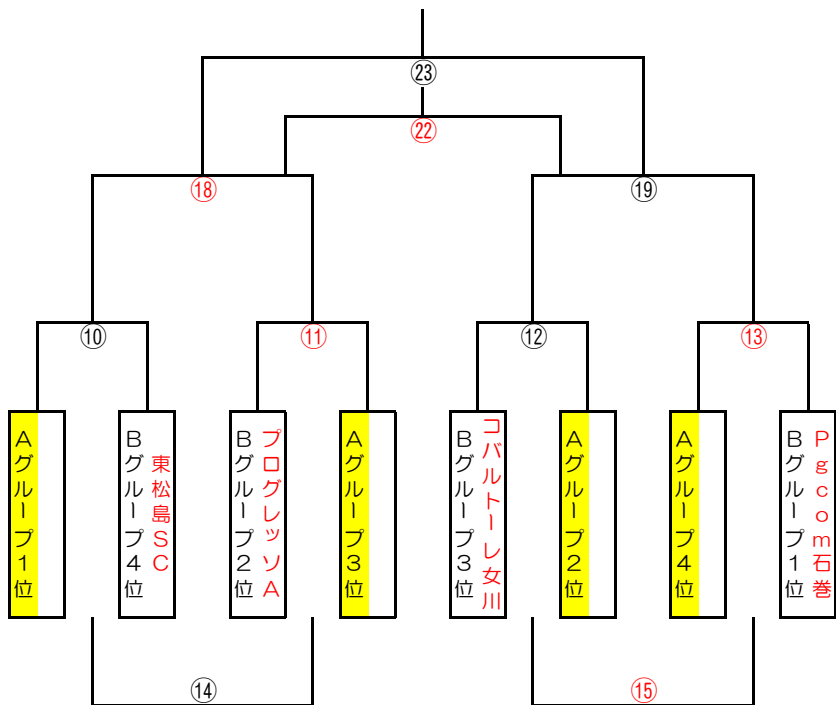 ㉓
㉒
⑱
⑲
⑩
⑪
⑫
⑬
Aグループ1位
Bグループ4位
東松島SC
Bグループ2位
プログレッソA
Aグループ3位
Bグループ3位
コバルトーレ女川
Aグループ2位
Aグループ4位
Bグループ1位
Pgcom石巻
⑭
⑮